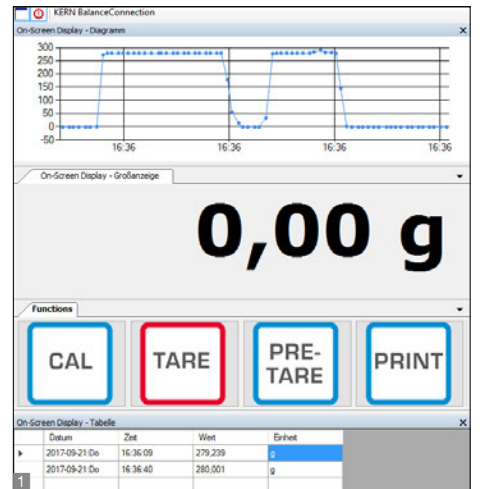 KERN BalanceConnection
On-Screen Display - Diagramm x
300
250
200
150
100
50
0
-50
16:36 16:36 16:36 16:36
On-Screen Display - Großanzeige
0,00 g
Functions
CAL TARE PRE-TARE PRINT
On-Screen Display - Tabelle x
Datum Zeit Wert Einheit
2017-09-21:Do 16:36:09 279,239 g
2017-09-21:Do 16:36:40 280,001 g
1